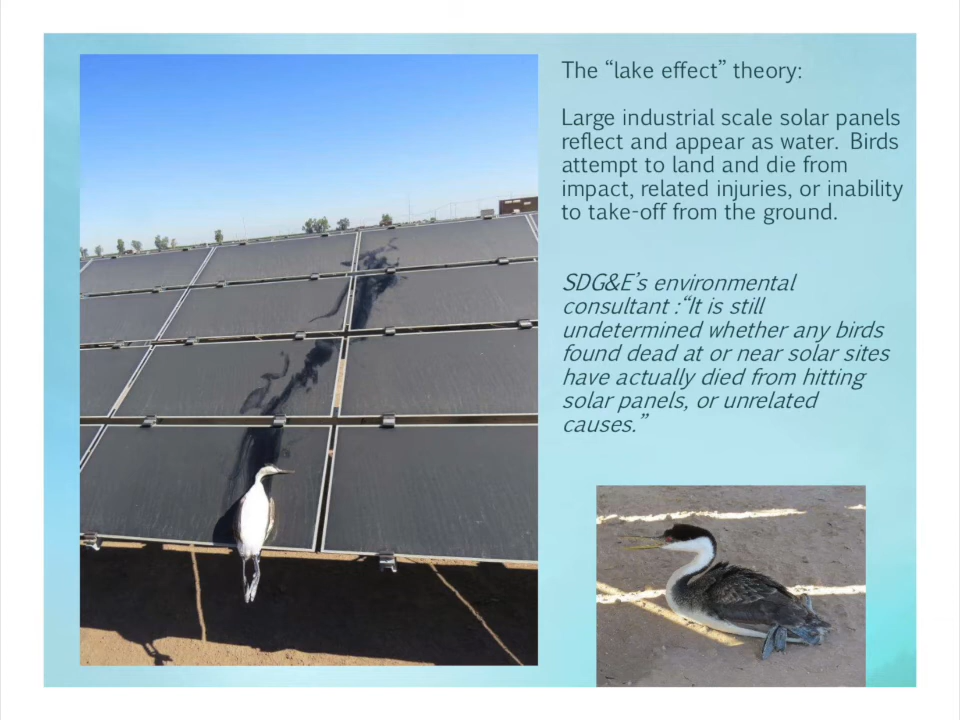 The “lake effect” theory:
Large industrial scale solar panels
reflect and appear as water. Birds
attempt to land and die from
impact, related injuries, or inability
to take-off from the ground.
SDG&E’s environmental
consultant :“It is still
undetermined whether any birds
found dead at or near solar sites
have actually died from hitting
solar panels, or unrelated
causes.”